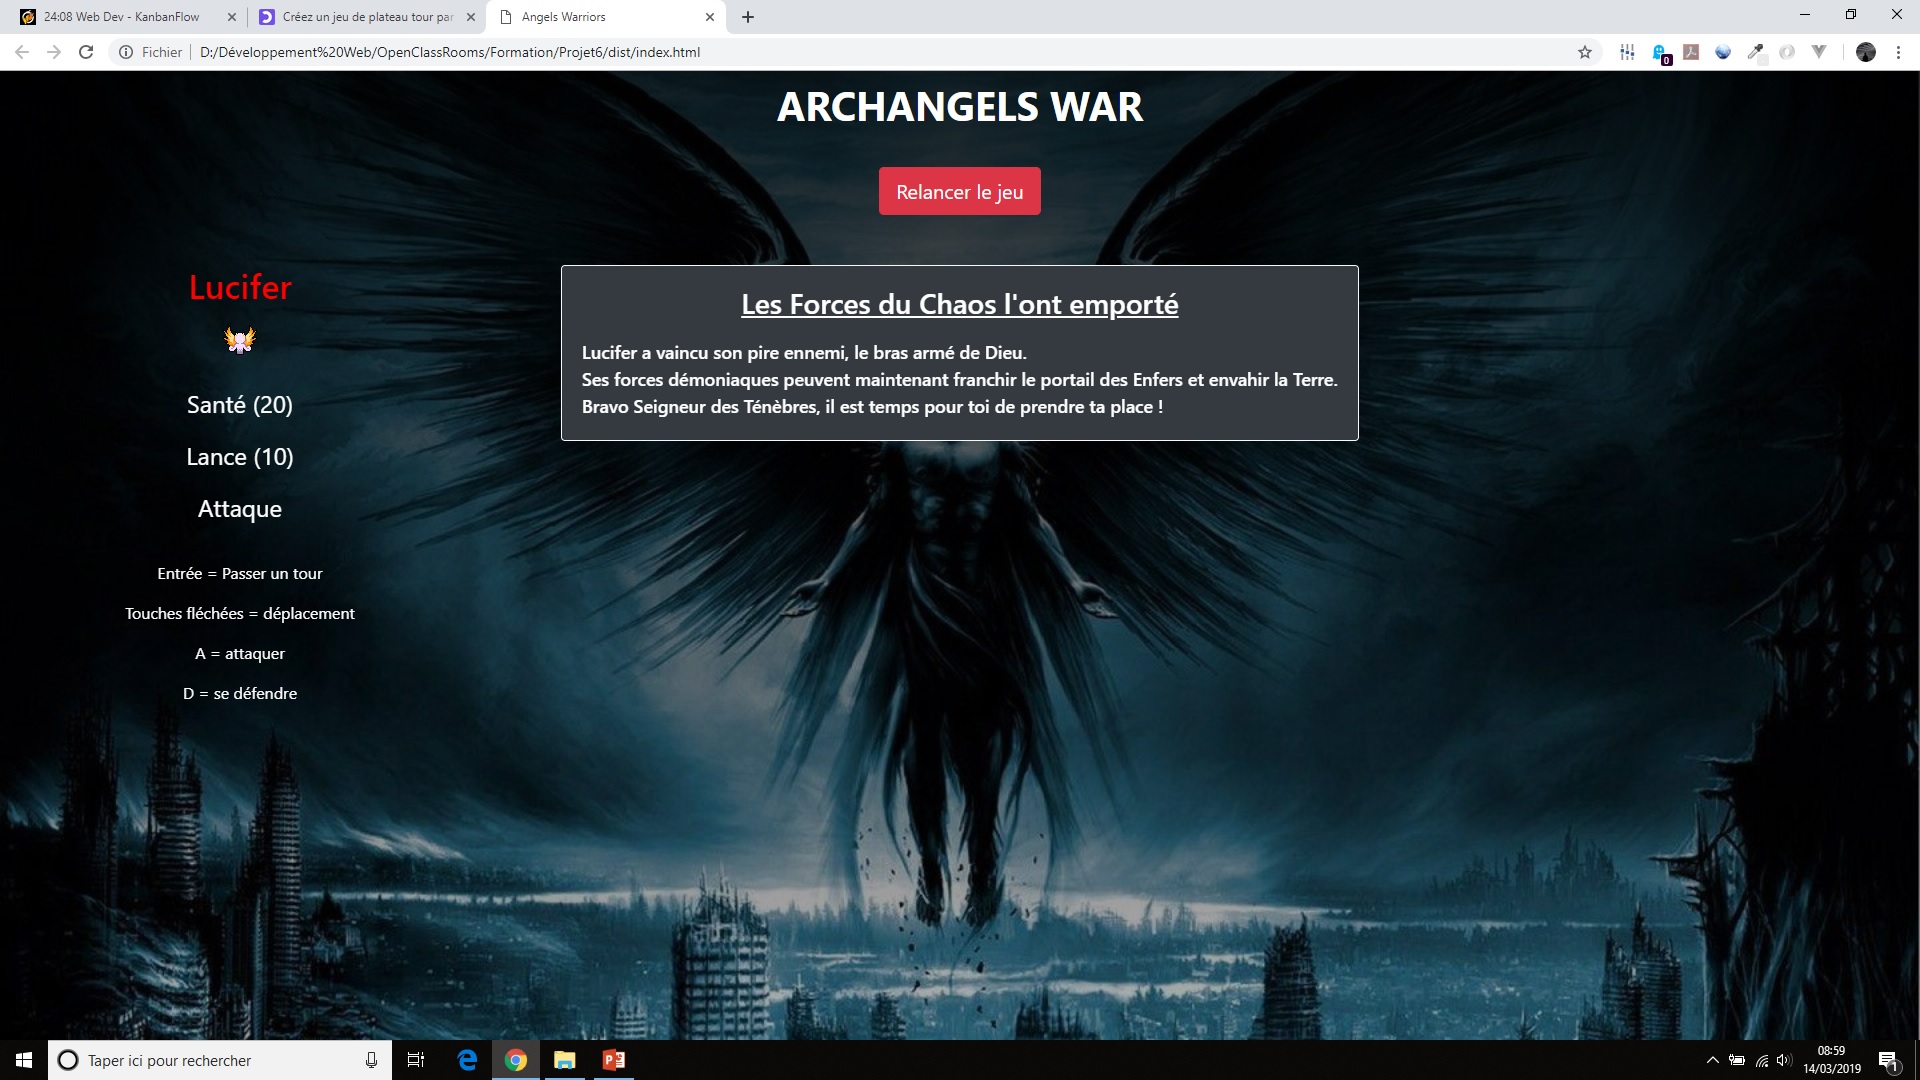 24:08 Web Dev - KanbanFlow
Créez un jeu de plateau tour par
Angels Warriors
Fichier
D:/Développement%20Web/OpenClassRooms/Formation/Projet6/dist/index.html
0
ARCHANGELS WAR
Relancer le jeu
Lucifer
Santé (20)
Lance (10)
Attaque
Entrée = Passer un tour
Touches fléchées = déplacement
A = attaquer
D = se défendre
Les Forces du Chaos l'ont emporté
Lucifer a vaincu son pire ennemi, le bras armé de Dieu.
Ses forces démoniaques peuvent maintenant franchir le portail des Enfers et envahir la Terre.
Bravo Seigneur des Ténèbres, il est temps pour toi de prendre ta place !
Taper ici pour rechercher
08:59
14/03/2019
1